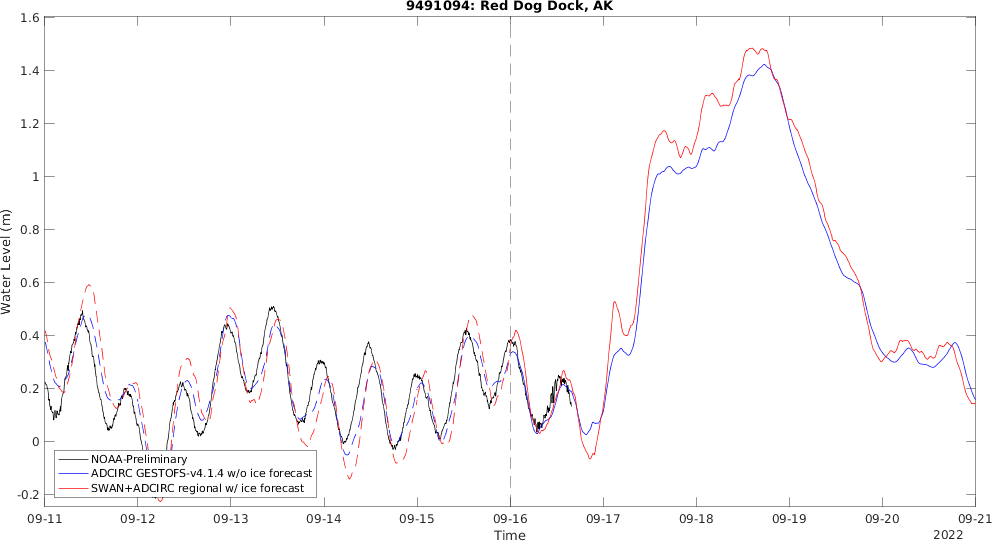 9491094: Red Dog Dock, AK
1.6
1.4
1.2
1
0.8
0.6
0.4
0.2
0
-0.2
Water Level (m)
NOAA-Preliminary
ADCIRC GESTOFS-v4.1.4 w/o ice forecast
SWAN+ADCIRC regional w/ ice forecast
09-11 09-12 09-13 09-14 09-15 09-16 09-17 09-18 09-19 09-20 09-21
Time
2022